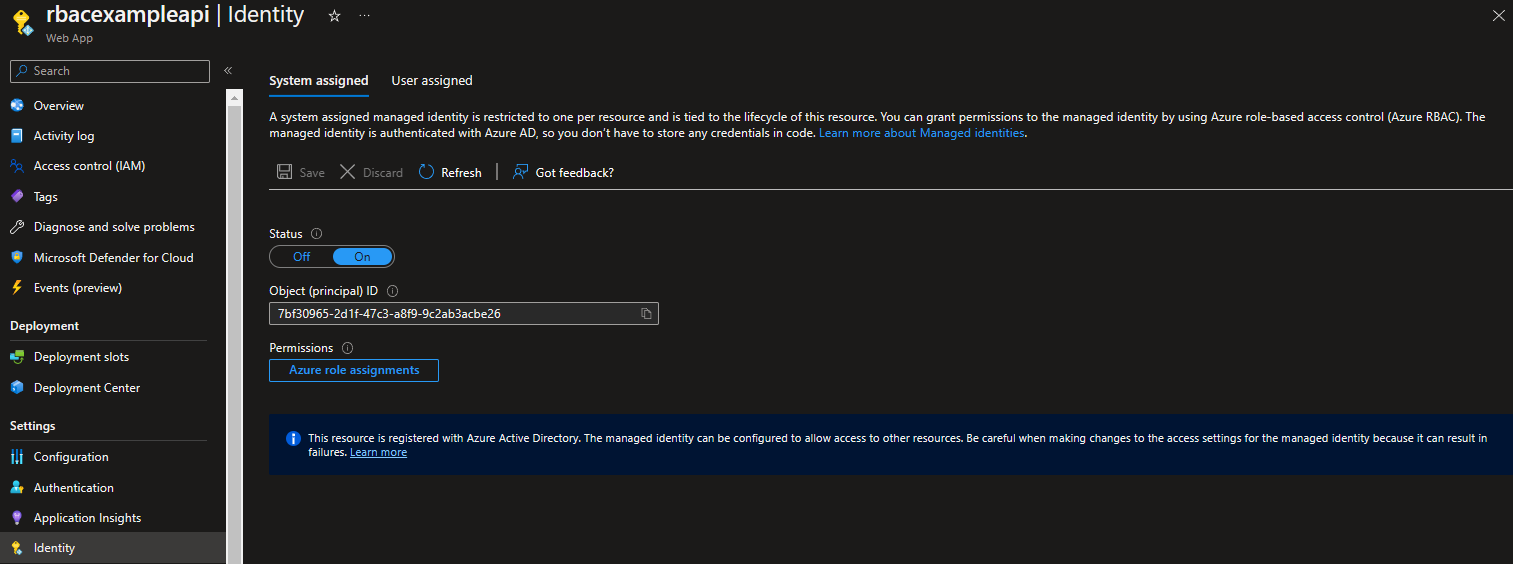 rbacexampleapi | Identity
Web App
Search
Overview
Activity log
Access control (IAM)
Tags
Diagnose and solve problems
Microsoft Defender for Cloud
Events (preview)
Deployment
Deployment slots
Deployment Center
Settings
Configuration
Authentication
Application Insights
Identity
System assigned User assigned
A system assigned managed identity is restricted to one per resource and is tied to the lifecycle of this resource. You can grant permissions to the managed identity by using Azure role-based access control (Azure RBAC). The
managed identity is authenticated with Azure AD, so you don't have to store any credentials in code. Learn more about Managed identities.
Save Discard Refresh | Got feedback?
Status
Off On
Object (principal) ID
7bf30965-2d1f-47c3-a8f9-9c2ab3acbe26
Permissions
Azure role assignments
This resource is registered with Azure Active Directory. The managed identity can be configured to allow access to other resources. Be careful when making changes to the access settings for the managed identity because it can result in
failures. Learn more